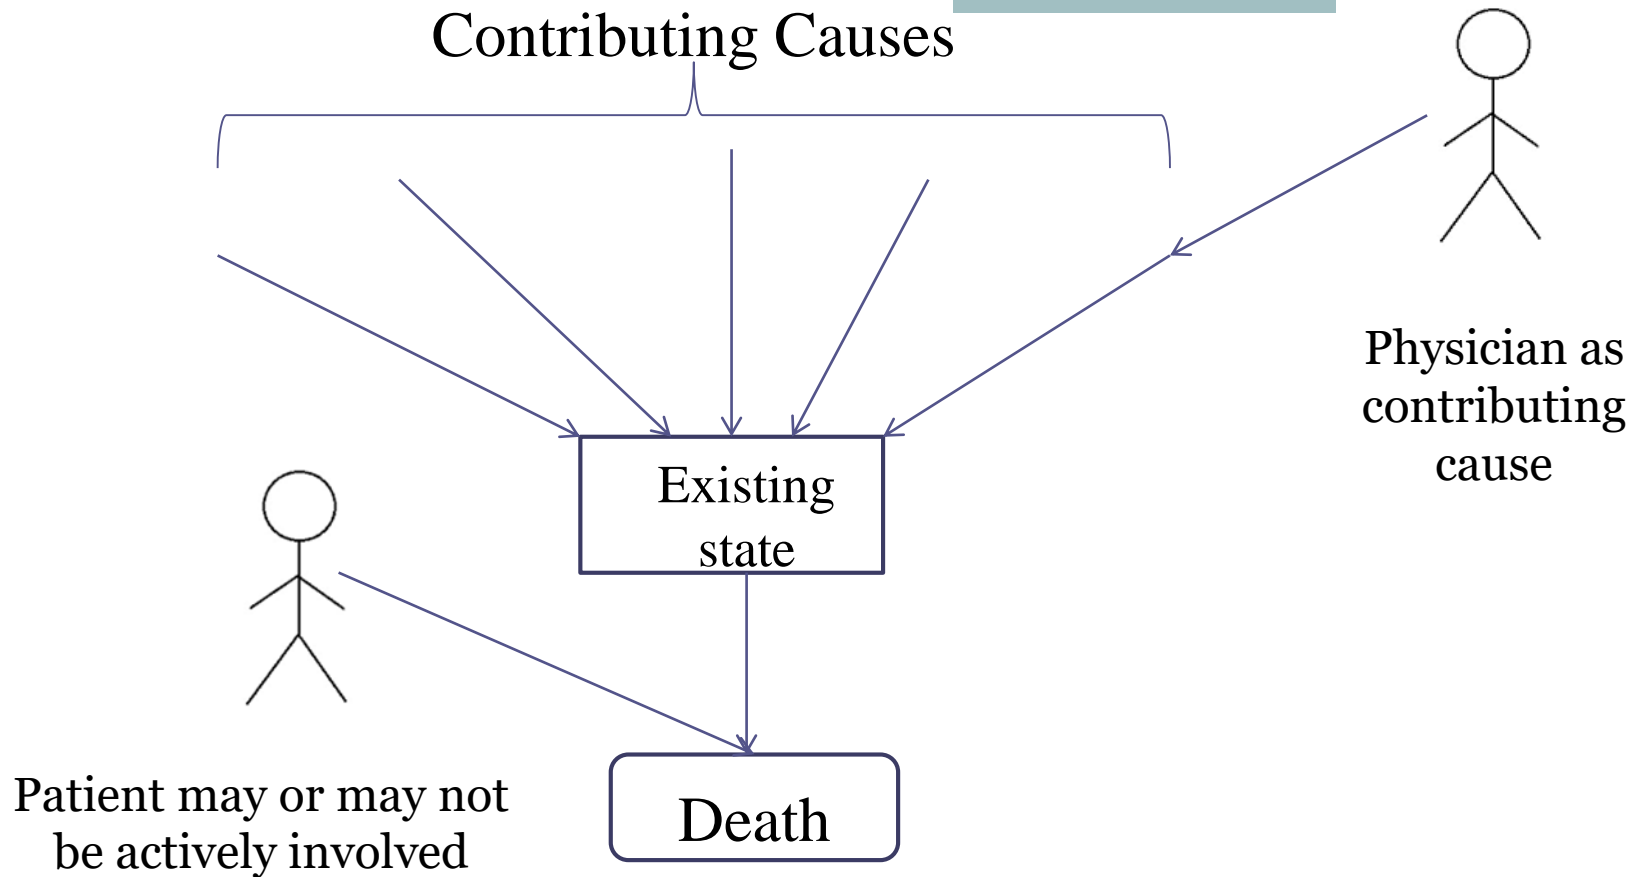 Contributing Causes
Physician as
contributing
cause
Existing
state
Patient may or may not
be actively involved
Death